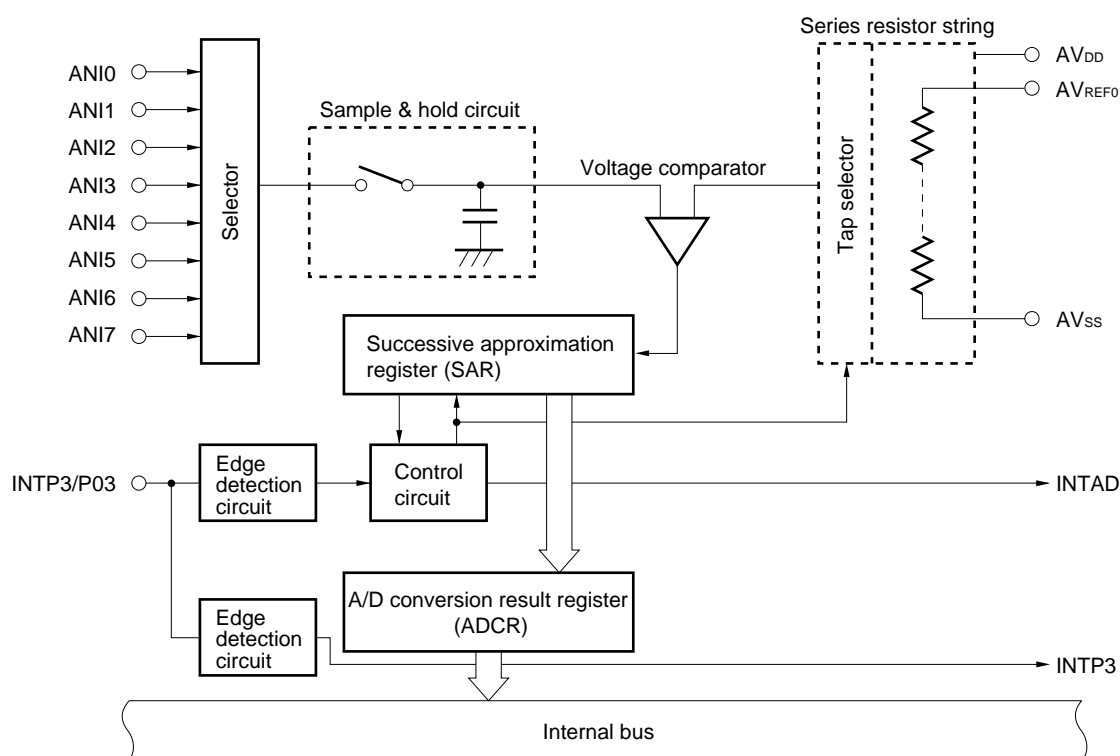 Series resistor string
ANI0
ANI1
ANI2
ANI3
ANI4
ANI5
ANI6
ANI7
Selector
Sample & hold circuit
Voltage comparator
Tap selector
AVDD
AVREF0
AVSS
Successive approximation
register (SAR)
INTP3/P03
Edge
detection
circuit
Control
circuit
INTAD
A/D conversion result register
(ADCR)
Edge
detection
circuit
INTP3
Internal bus